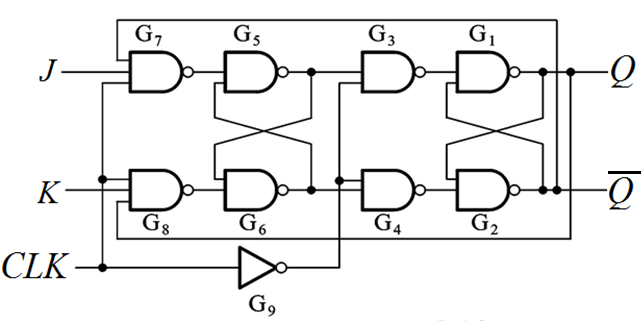 G₇ G₅ G₃ G₁
J Q
K Q̅
G₈ G₆ G₄ G₂
CLK
G₉